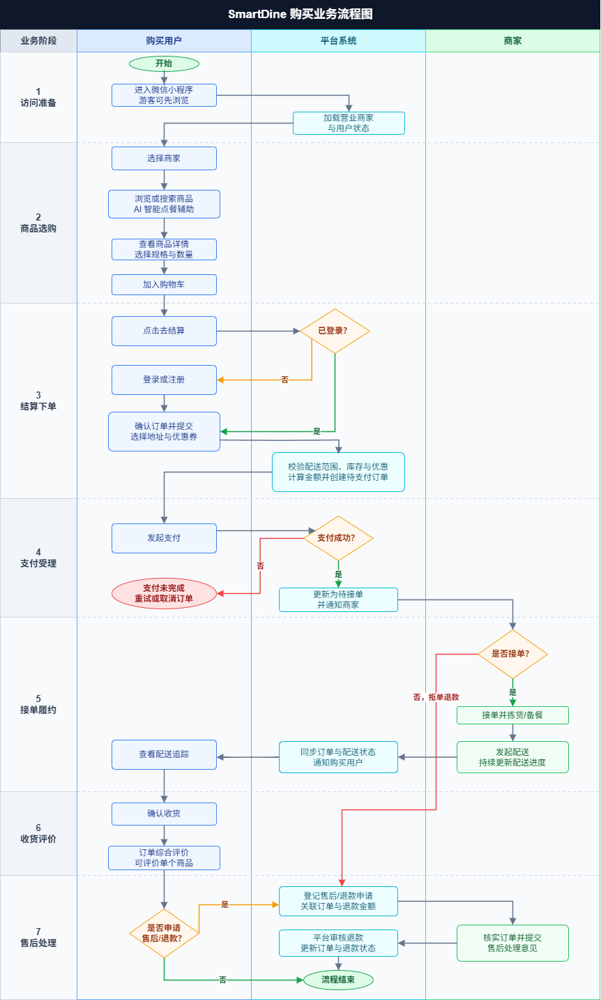 SmartDine 购买业务流程图
业务阶段
购买用户
平台系统
商家
1
访问准备
开始
进入微信小程序
游客可先浏览
加载营业商家
与用户状态
2
商品选购
选择商家
浏览或搜索商品
AI 智能点餐辅助
查看商品详情
选择规格与数量
加入购物车
3
结算下单
点击去结算
已登录?
登录或注册
否
确认订单并提交
选择地址与优惠券
是
校验配送范围、库存与优惠
计算金额并创建待支付订单
4
支付受理
发起支付
支付成功?
否
是
支付未完成
重试或取消订单
更新为待接单
并通知商家
5
接单履约
是否接单?
否，拒单退款
是
接单并拣货/备餐
查看配送追踪
同步订单与配送状态
通知购买用户
发起配送
持续更新配送进度
6
收货评价
确认收货
订单综合评价
可评价单个商品
7
售后处理
是否申请
售后/退款?
是
登记售后/退款申请
关联订单与退款金额
核实订单并提交
售后处理意见
平台审核退款
更新订单与退款状态
否
流程结束